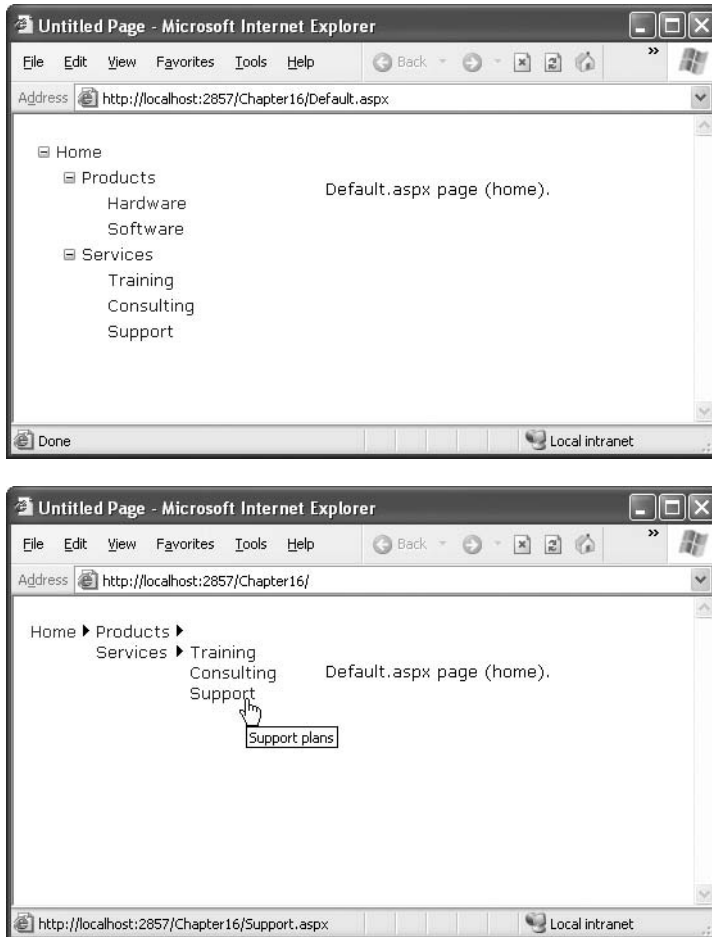 Untitled Page - Microsoft Internet Explorer
File Edit View Favorites Tools Help Back »
Address http://localhost:2857/Chapter16/Default.aspx
Home
Products
Default.aspx page (home).
Hardware
Software
Services
Training
Consulting
Support
Done Local intranet
Untitled Page - Microsoft Internet Explorer
File Edit View Favorites Tools Help Back »
Address http://localhost:2857/Chapter16/
Home Products
Services Training
Consulting Default.aspx page (home).
Support
Support plans
http://localhost:2857/Chapter16/Support.aspx Local intranet